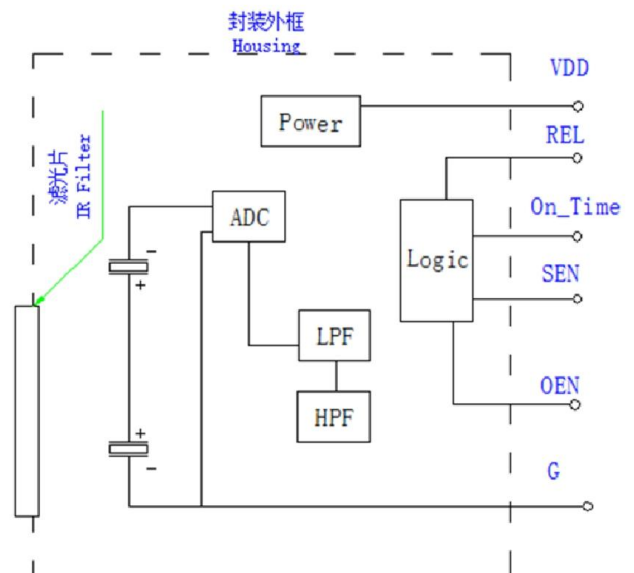 封装外框
Housing
VDD
Power
REL
滤光片
IR Filter
ADC
On_Time
Logic
SEN
LPF
OEN
HPF
G